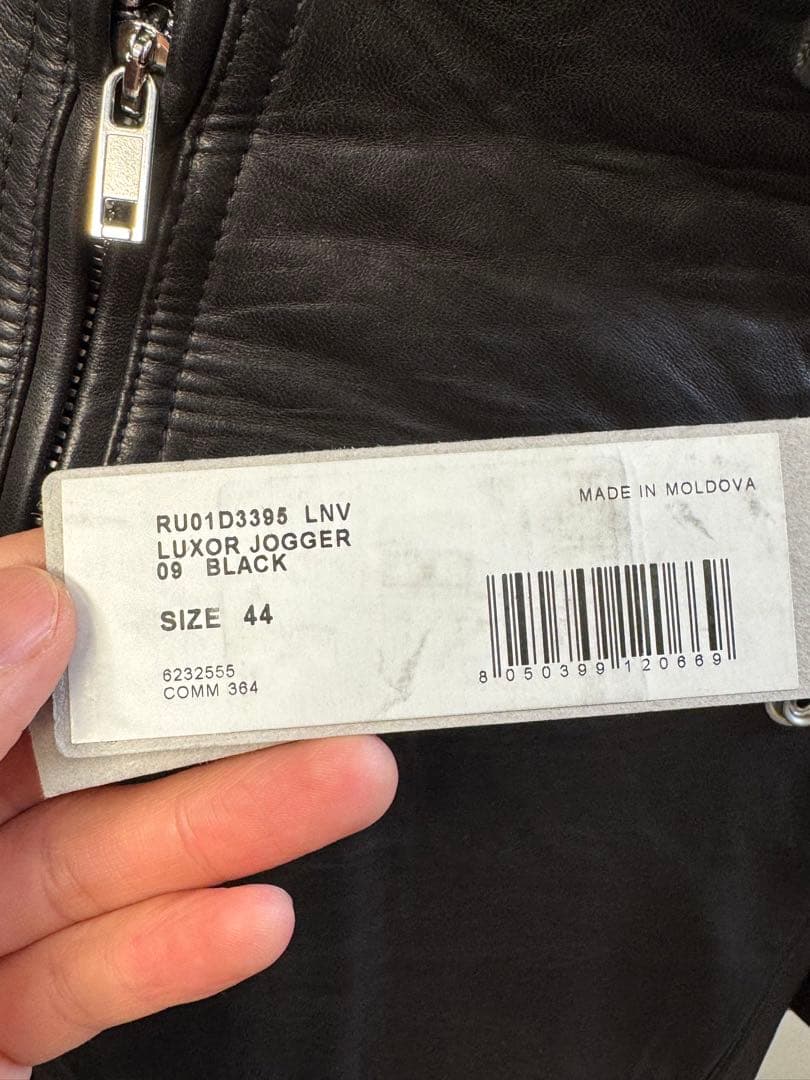 RU01D3395 LNV
LUXOR JOGGER
09 BLACK
MADE IN MOLDOVA
SIZE 44
6232555
COMM 364
8 050399 120669